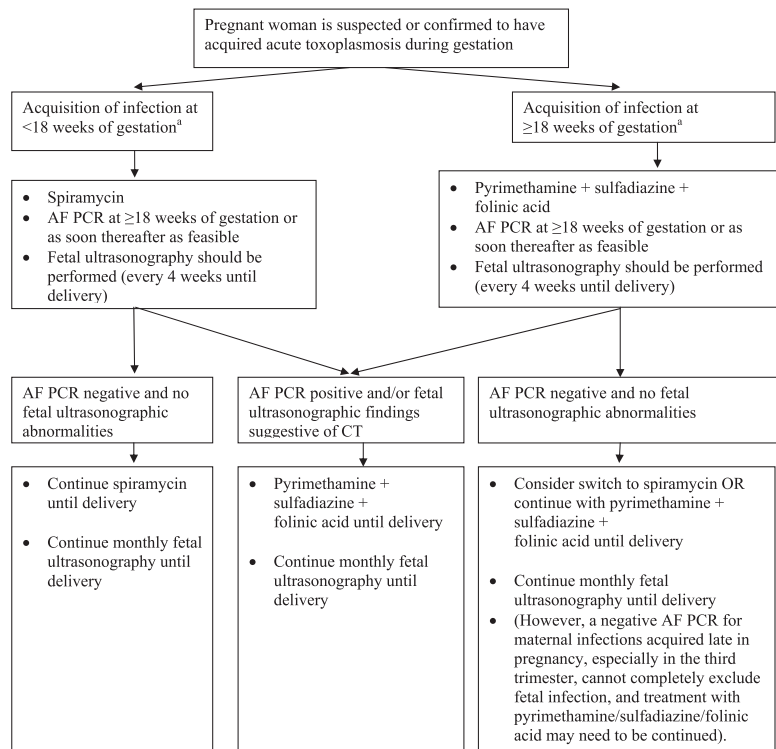 Pregnant woman is suspected or confirmed to have
acquired acute toxoplasmosis during gestation
Acquisition of infection at
<18 weeks of gestationᵃ
Acquisition of infection at
≥18 weeks of gestationᵃ
• Spiramycin
• AF PCR at ≥18 weeks of gestation or
as soon thereafter as feasible
• Fetal ultrasonography should be
performed (every 4 weeks until
delivery)
• Pyrimethamine + sulfadiazine +
folinic acid
• AF PCR at ≥18 weeks of gestation or as
soon thereafter as feasible
• Fetal ultrasonography should be performed
(every 4 weeks until delivery)
AF PCR negative and no
fetal ultrasonographic
abnormalities
AF PCR positive and/or fetal
ultrasonographic findings
suggestive of CT
AF PCR negative and no fetal
ultrasonographic abnormalities
• Continue spiramycin
until delivery
• Continue monthly fetal
ultrasonography until
delivery
• Pyrimethamine +
sulfadiazine +
folinic acid until delivery
• Continue monthly fetal
ultrasonography until
delivery
• Consider switch to spiramycin OR
continue with pyrimethamine +
sulfadiazine +
folinic acid until delivery
• Continue monthly fetal
ultrasonography until delivery
• (However, a negative AF PCR for
maternal infections acquired late in
pregnancy, especially in the third
trimester, cannot completely exclude
fetal infection, and treatment with
pyrimethamine/sulfadiazine/folinic
acid may need to be continued).